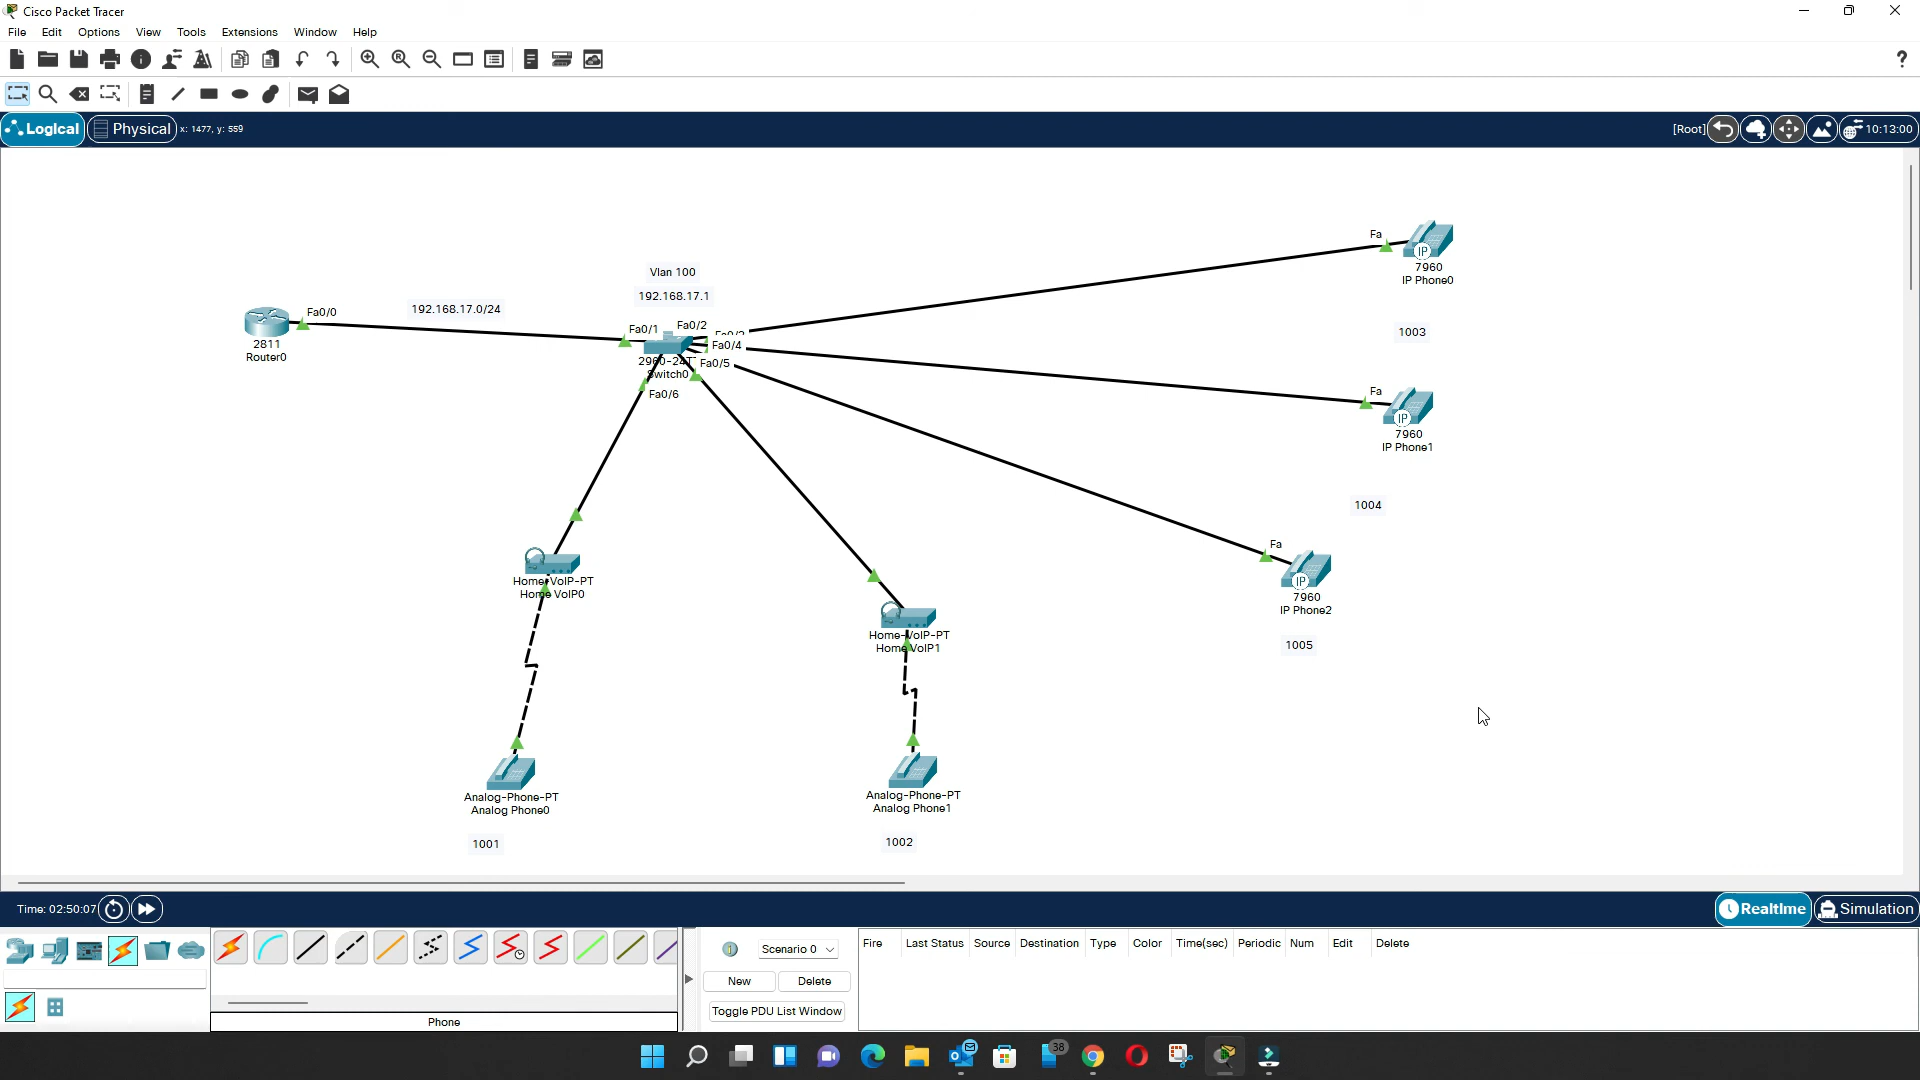 Cisco Packet Tracer
File Edit Options View Tools Extensions Window Help
Logical Physical x: 1477, y: 559 [Root] 10:13:00
Fa
IP
7960
IP Phone0
Vlan 100
192.168.17.1
192.168.17.0/24
Fa0/0
2811
Router0
Fa0/1 Fa0/2
Fa0/4
Fa0/5
Switch0
Fa0/6
1003
Fa
IP
7960
IP Phone1
1004
Fa
IP
7960
IP Phone2
1005
Home-VoIP-PT
Home VoIP0
Home-VoIP-PT
Home VoIP1
Analog-Phone-PT
Analog Phone0
1001
Analog-Phone-PT
Analog Phone1
1002
Time: 02:50:07 Realtime Simulation
Scenario 0
New Delete
Toggle PDU List Window
Fire Last Status Source Destination Type Color Time(sec) Periodic Num Edit Delete
Phone
38